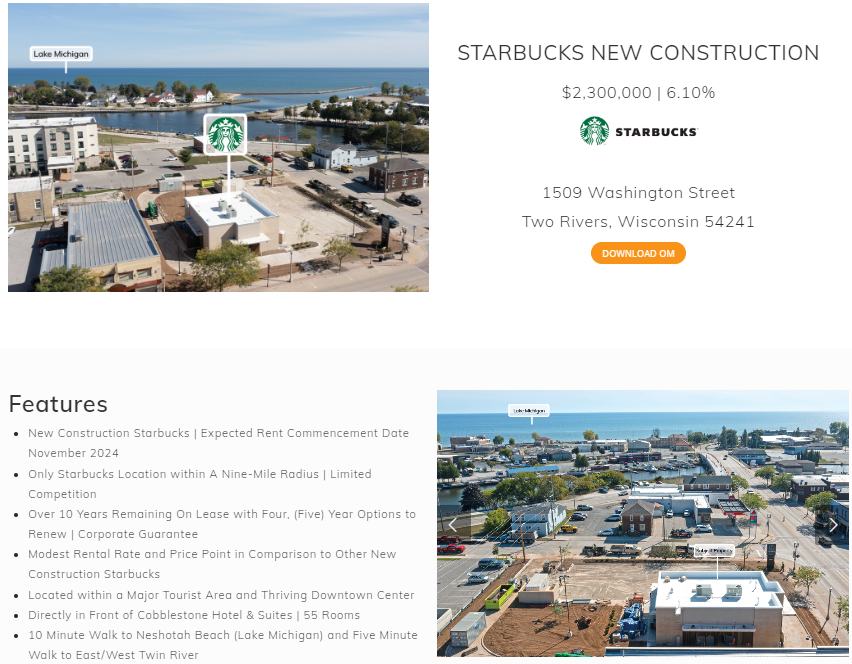 Lake Michigan
STARBUCKS NEW CONSTRUCTION
$2,300,000 | 6.10%
STARBUCKS
1509 Washington Street
Two Rivers, Wisconsin 54241
DOWNLOAD OM
Features
New Construction Starbucks | Expected Rent Commencement Date
November 2024
Only Starbucks Location within A Nine-Mile Radius | Limited
Competition
Over 10 Years Remaining On Lease with Four, (Five) Year Options to
Renew | Corporate Guarantee
Modest Rental Rate and Price Point in Comparison to Other New
Construction Starbucks
Located within a Major Tourist Area and Thriving Downtown Center
Directly in Front of Cobblestone Hotel & Suites | 55 Rooms
10 Minute Walk to Neshotah Beach (Lake Michigan) and Five Minute
Walk to East/West Twin River
Lake Michigan
Subject Property